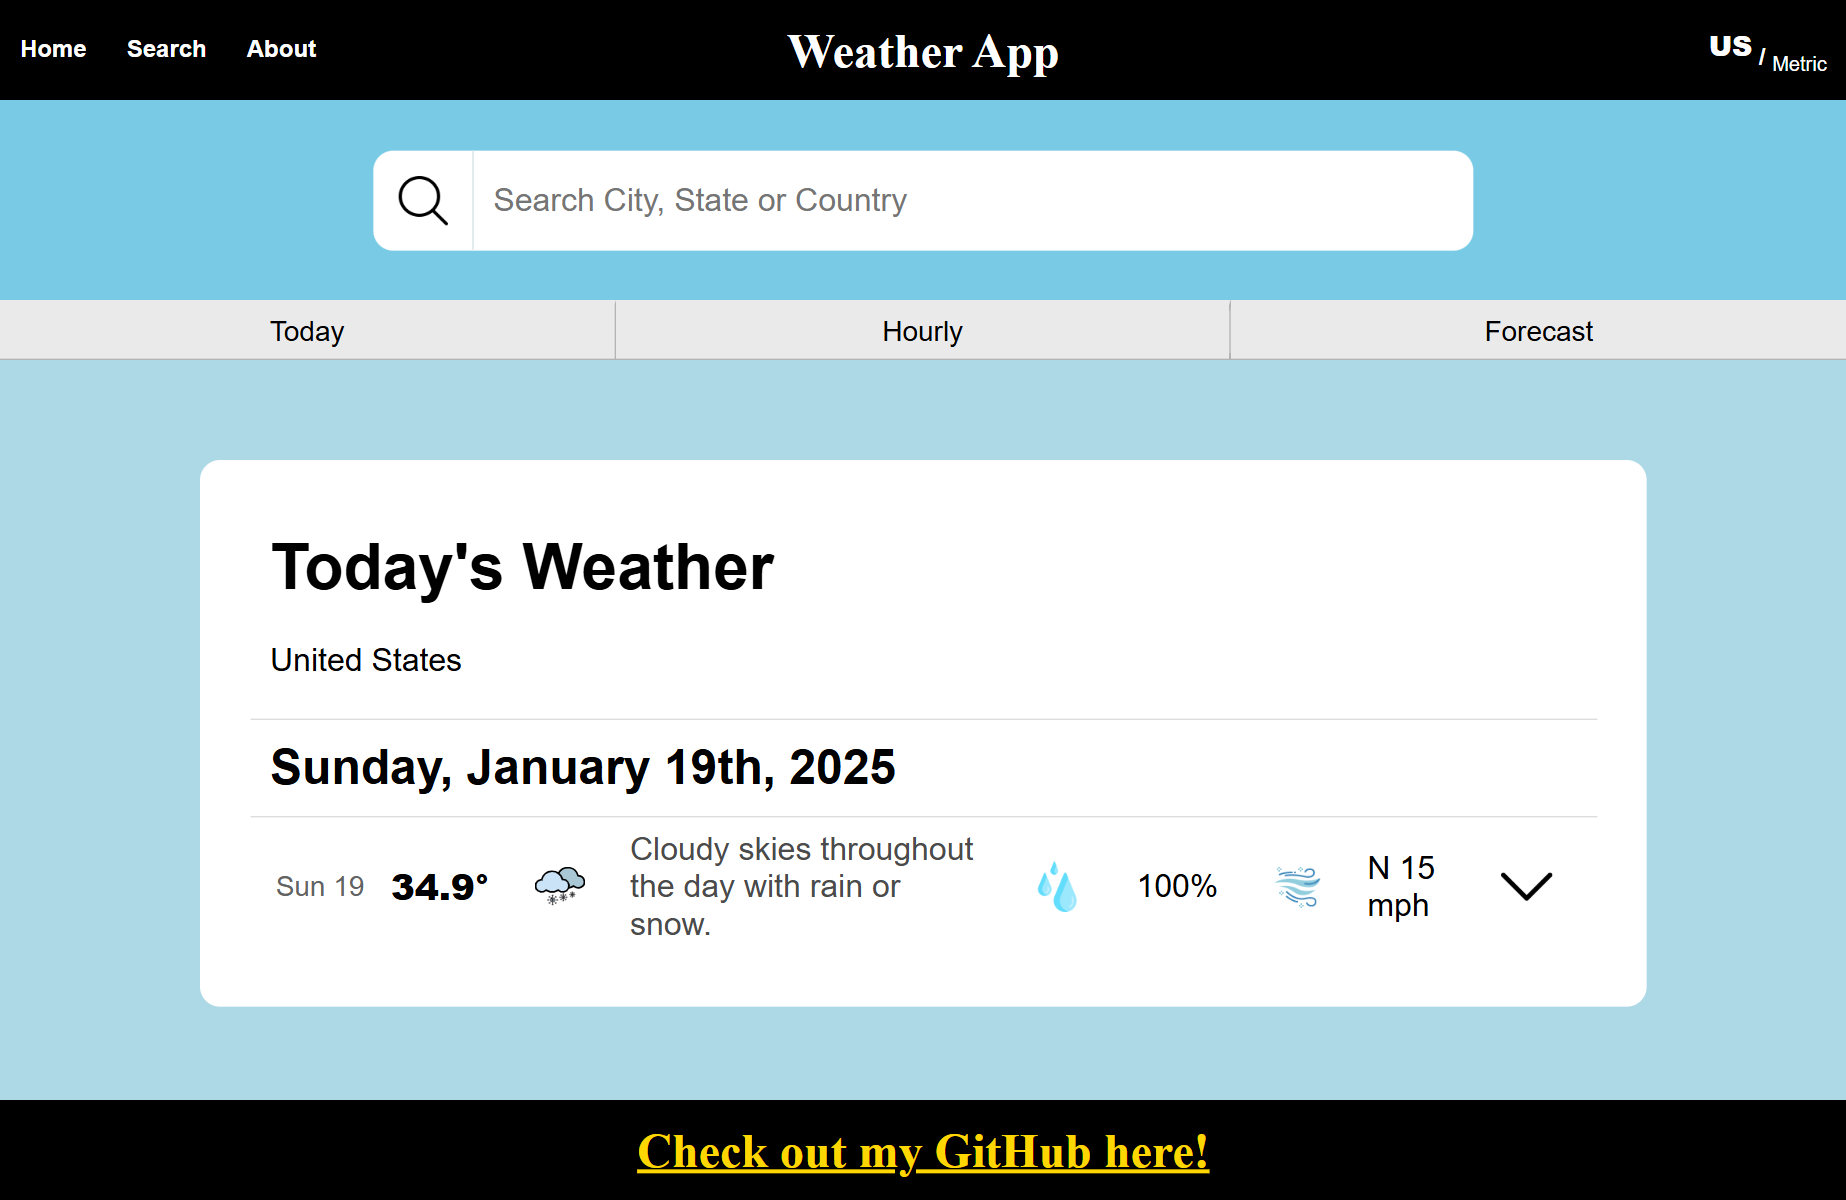 Home Search About
Weather App
US / Metric
Search City, State or Country
Today
Hourly
Forecast
Today's Weather
United States
Sunday, January 19th, 2025
Sun 19
34.9°
Cloudy skies throughout
the day with rain or
snow.
100%
N 15
mph
Check out my GitHub here!